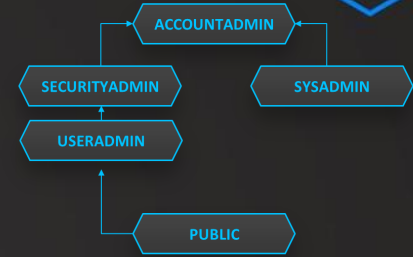 ACCOUNTADMIN
SECURITYADMIN
SYSADMIN
USERADMIN
PUBLIC